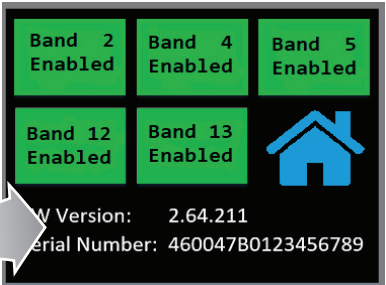 Band 2 Band 4 Band 5
Enabled Enabled Enabled
Band 12 Band 13
Enabled Enabled
Version: 2.64.211
Number: 460047B0123456789